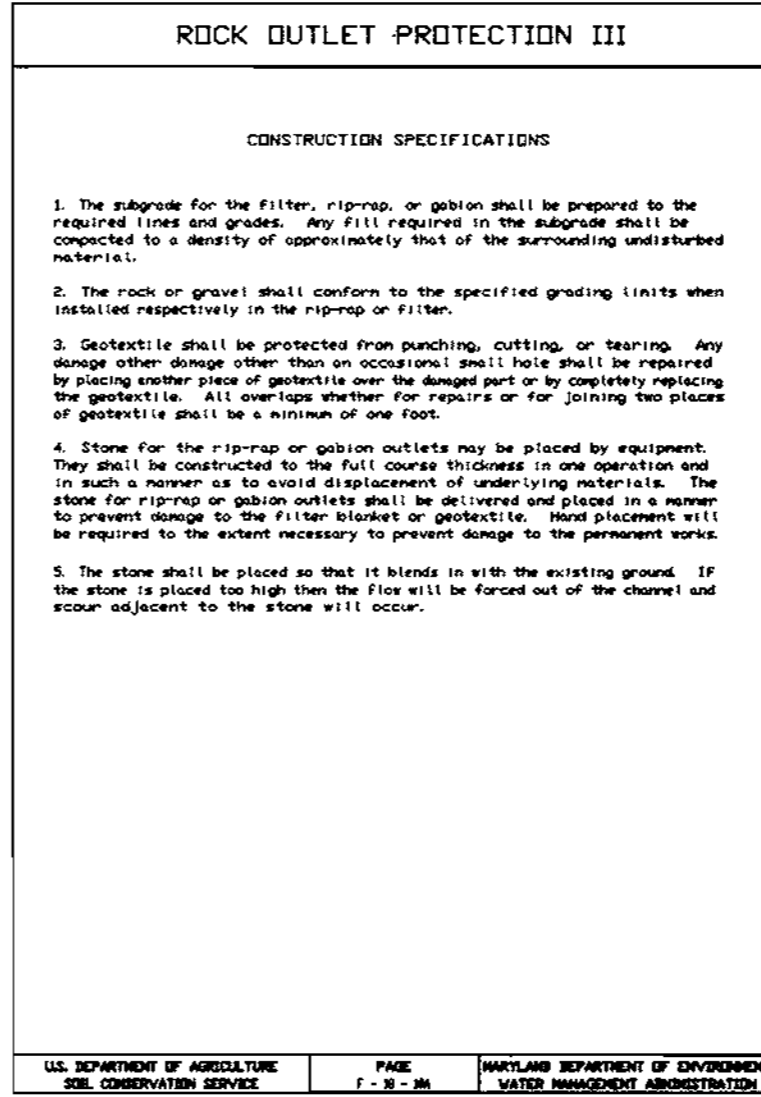 ROCK OUTLET PROTECTION III
CONSTRUCTION SPECIFICATIONS
1. The subgrade for the filter, rip-rap, or gabion shall be prepared to the
required lines and grades. Any fill required in the subgrade shall be
compacted to a density of approximately that of the surrounding undisturbed
material.
2. The rock or gravel shall conform to the specified grading limits when
installed respectively in the rip-rap or filter.
3. Geotextile shall be protected from punching, cutting, or tearing. Any
damage other damage other than an occasional small hole shall be repaired
by placing another piece of geotextile over the damaged part or by completely replacing
the geotextile. All overlaps whether for repairs or for joining two places
of geotextile shall be a minimum of one foot.
4. Stone for the rip-rap or gabion outlets may be placed by equipment.
They shall be constructed to the full course thickness in one operation and
in such a manner as to avoid displacement of underlying materials. The
stone for rip-rap or gabion outlets shall be delivered and placed in a manner
to prevent damage to the filter blanket or geotextile. Hand placement will
be required to the extent necessary to prevent damage to the permanent works.
5. The stone shall be placed so that it blends in with the existing ground. IF
the stone is placed too high then the flow will be forced out of the channel and
scour adjacent to the stone will occur.
U.S. DEPARTMENT OF AGRICULTURE
SOIL CONSERVATION SERVICE
PAGE
F -
MARYLAND DEPARTMENT OF
WATER MANAGEMENT ADMINISTRATION